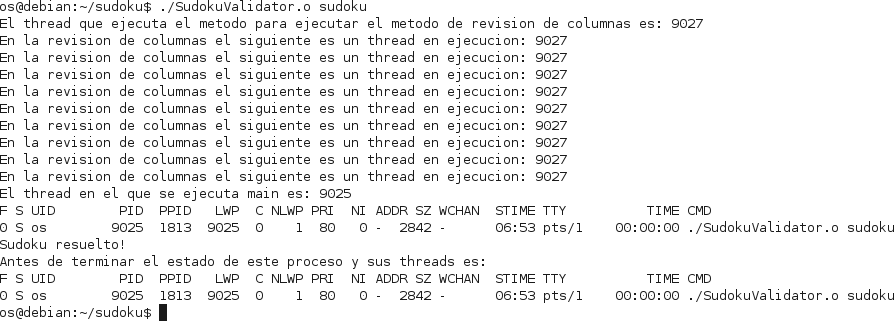 os@debian:~/sudoku$ ./SudokuValidator.o sudoku
El thread que ejecuta el metodo para ejecutar el metodo de revision de columnas es: 9027
En la revision de columnas el siguiente es un thread en ejecucion: 9027
En la revision de columnas el siguiente es un thread en ejecucion: 9027
En la revision de columnas el siguiente es un thread en ejecucion: 9027
En la revision de columnas el siguiente es un thread en ejecucion: 9027
En la revision de columnas el siguiente es un thread en ejecucion: 9027
En la revision de columnas el siguiente es un thread en ejecucion: 9027
En la revision de columnas el siguiente es un thread en ejecucion: 9027
En la revision de columnas el siguiente es un thread en ejecucion: 9027
En la revision de columnas el siguiente es un thread en ejecucion: 9027
El thread en el que se ejecuta main es: 9025
F S UID        PID  PPID   LWP  C NLWP PRI  NI ADDR SZ WCHAN  STIME TTY          TIME CMD
0 S os        9025  1813  9025  0    1  80   0 -  2842 -      06:53 pts/1    00:00:00 ./SudokuValidator.o sudoku
Sudoku resuelto!
Antes de terminar el estado de este proceso y sus threads es:
F S UID        PID  PPID   LWP  C NLWP PRI  NI ADDR SZ WCHAN  STIME TTY          TIME CMD
0 S os        9025  1813  9025  0    1  80   0 -  2842 -      06:53 pts/1    00:00:00 ./SudokuValidator.o sudoku
os@debian:~/sudoku$